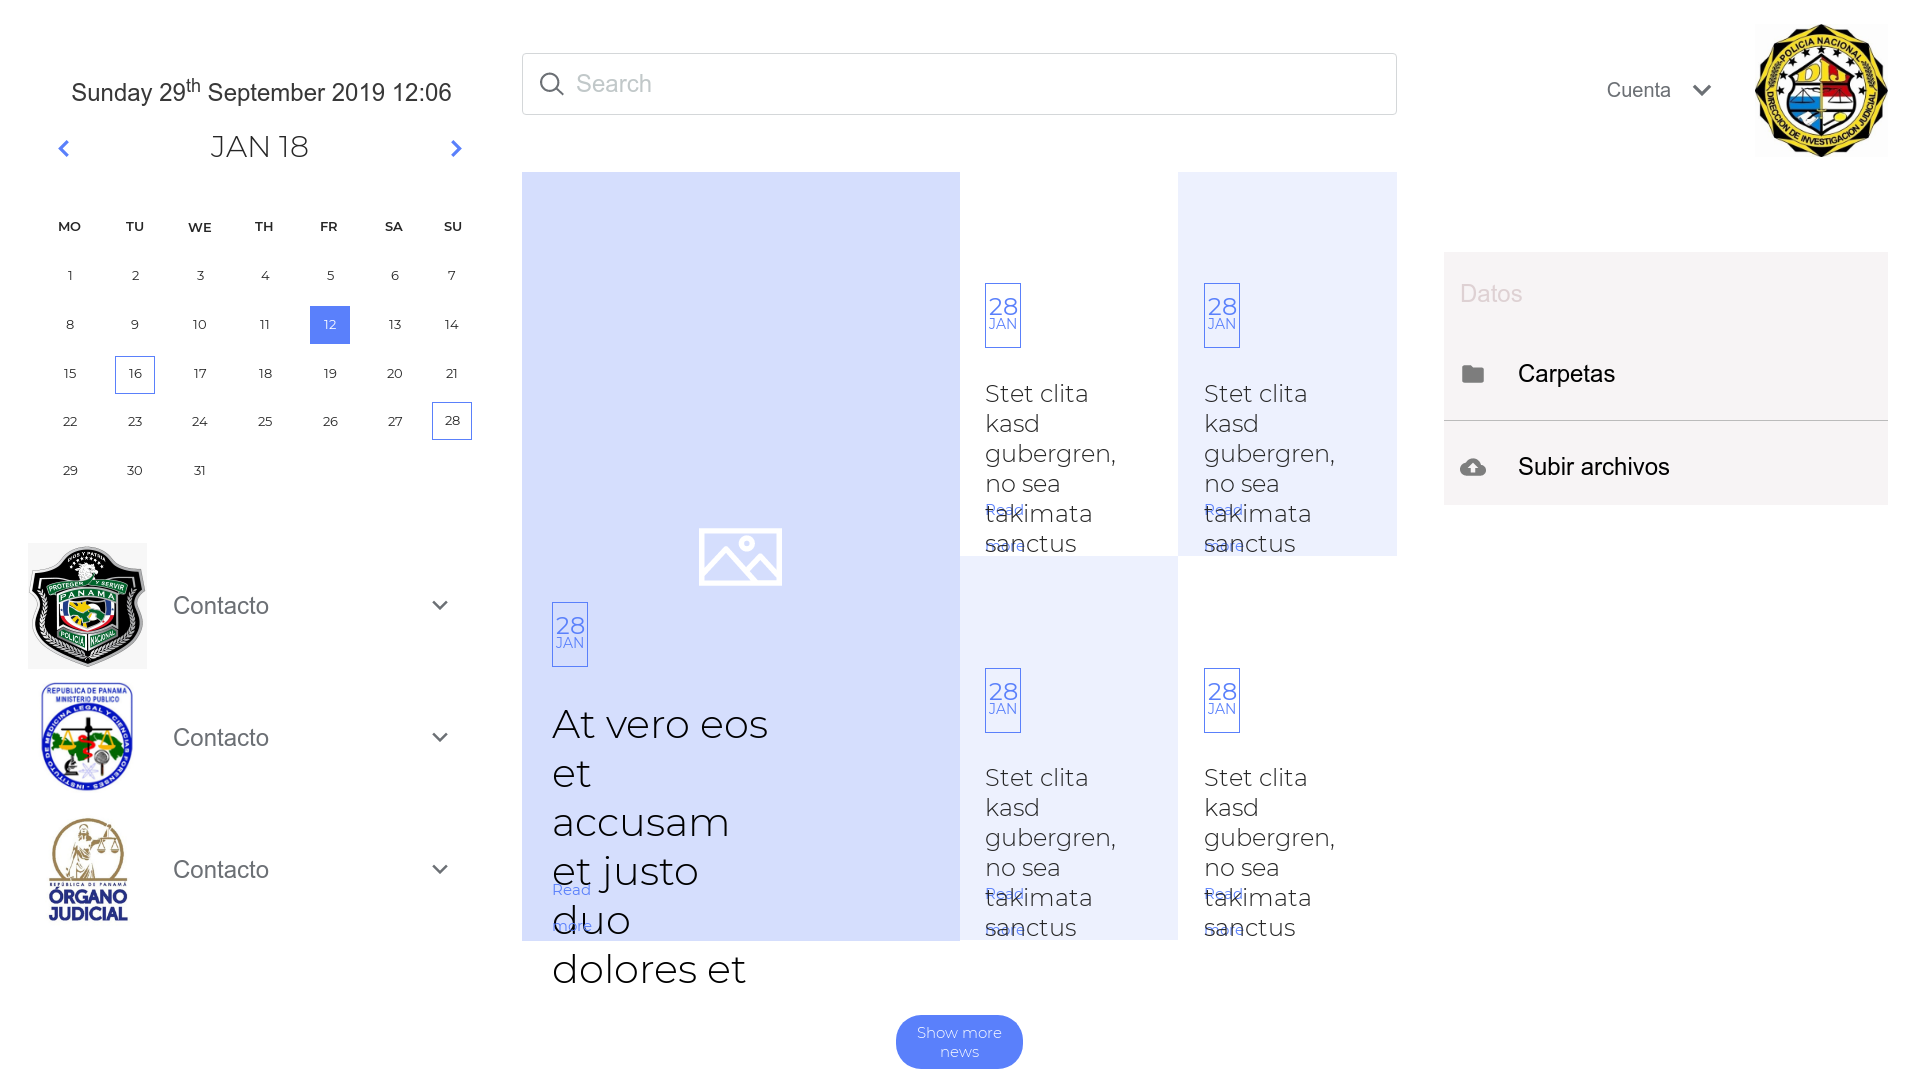 Sunday 29th September 2019 12:06
JAN 18
MO TU WE TH FR SA SU
1 2 3 4 5 6 7
8 9 10 11 12 13 14
15 16 17 18 19 20 21
22 23 24 25 26 27 28
29 30 31
DIOS Y PATRIA
PROTEGER Y SERVIR
PANAMA
POLICIA NACIONAL
Contacto
REPUBLICA DE PANAMA
MINISTERIO PUBLICO
INSTITUTO DE MEDICINA LEGAL Y CIENCIAS FORENSES
Contacto
REPÚBLICA DE PANAMÁ
ÓRGANO
JUDICIAL
Contacto
Search
28
JAN
At vero eos
et
accusam
et justo
duo
dolores et
Read
more
28
JAN
Stet clita
kasd
gubergren,
no sea
takimata
sanctus
Read
more
28
JAN
Stet clita
kasd
gubergren,
no sea
takimata
sanctus
Read
more
28
JAN
Stet clita
kasd
gubergren,
no sea
takimata
sanctus
Read
more
28
JAN
Stet clita
kasd
gubergren,
no sea
takimata
sanctus
Read
more
Show more
news
Cuenta
POLICIA NACIONAL
DIJ
DIRECCION DE INVESTIGACION JUDICIAL
Datos
Carpetas
Subir archivos